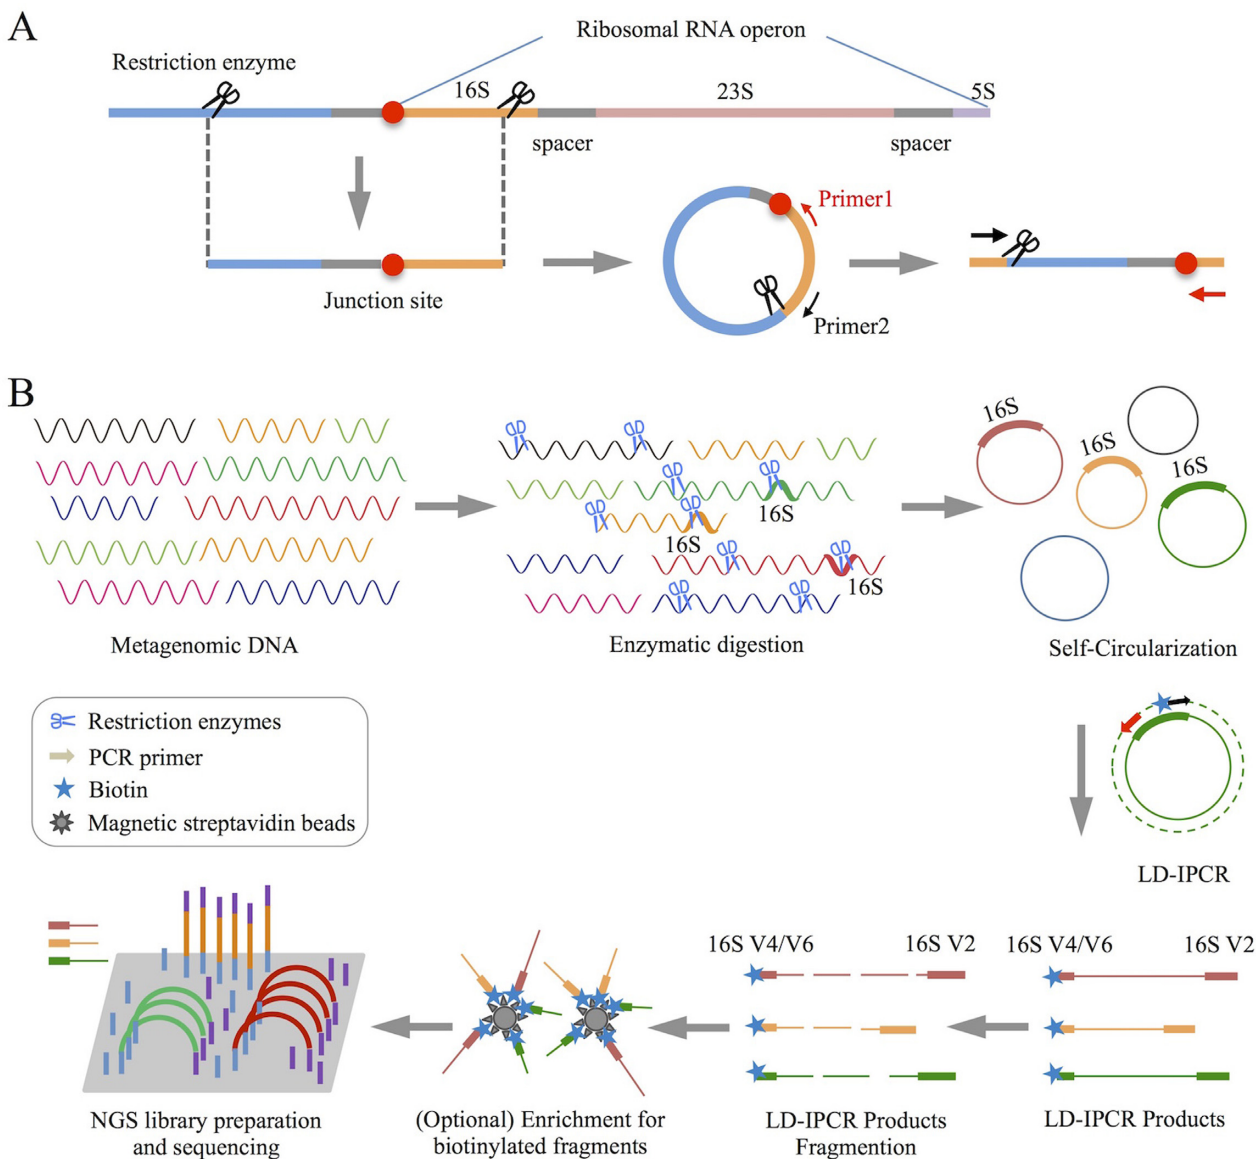 A
Ribosomal RNA operon
Restriction enzyme
16S
23S
5S
spacer
spacer
Primer1
Junction site
Primer2
B
16S
16S
16S
16S
16S
16S
Metagenomic DNA
Enzymatic digestion
Self-Circularization
Restriction enzymes
PCR primer
Biotin
Magnetic streptavidin beads
LD-IPCR
16S V4/V6
16S V2
16S V4/V6
16S V2
NGS library preparation
and sequencing
(Optional) Enrichment for
biotinylated fragments
LD-IPCR Products
Fragmention
LD-IPCR Products